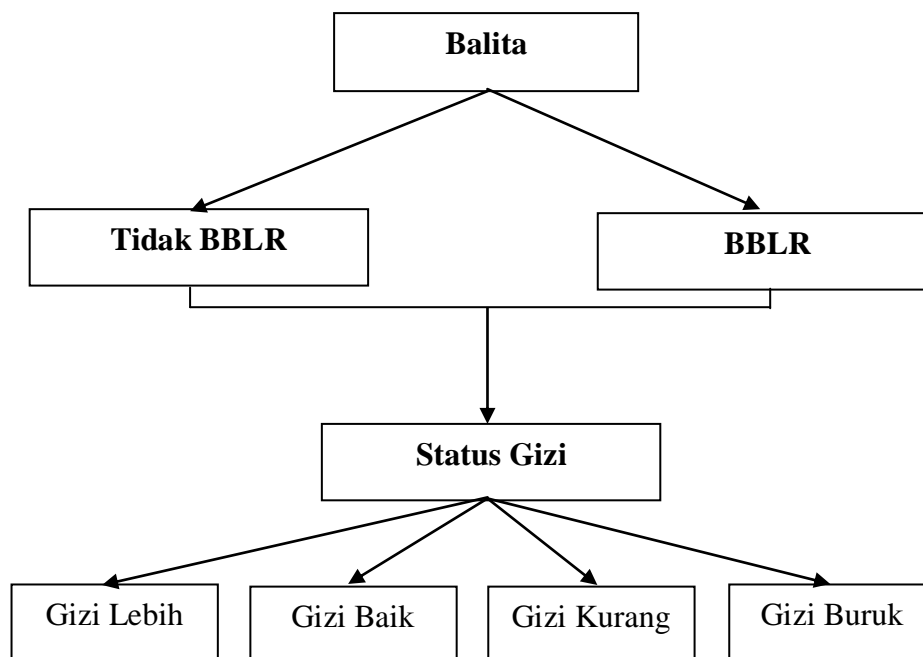 Balita
Tidak BBLR
BBLR
Status Gizi
Gizi Lebih
Gizi Baik
Gizi Kurang
Gizi Buruk